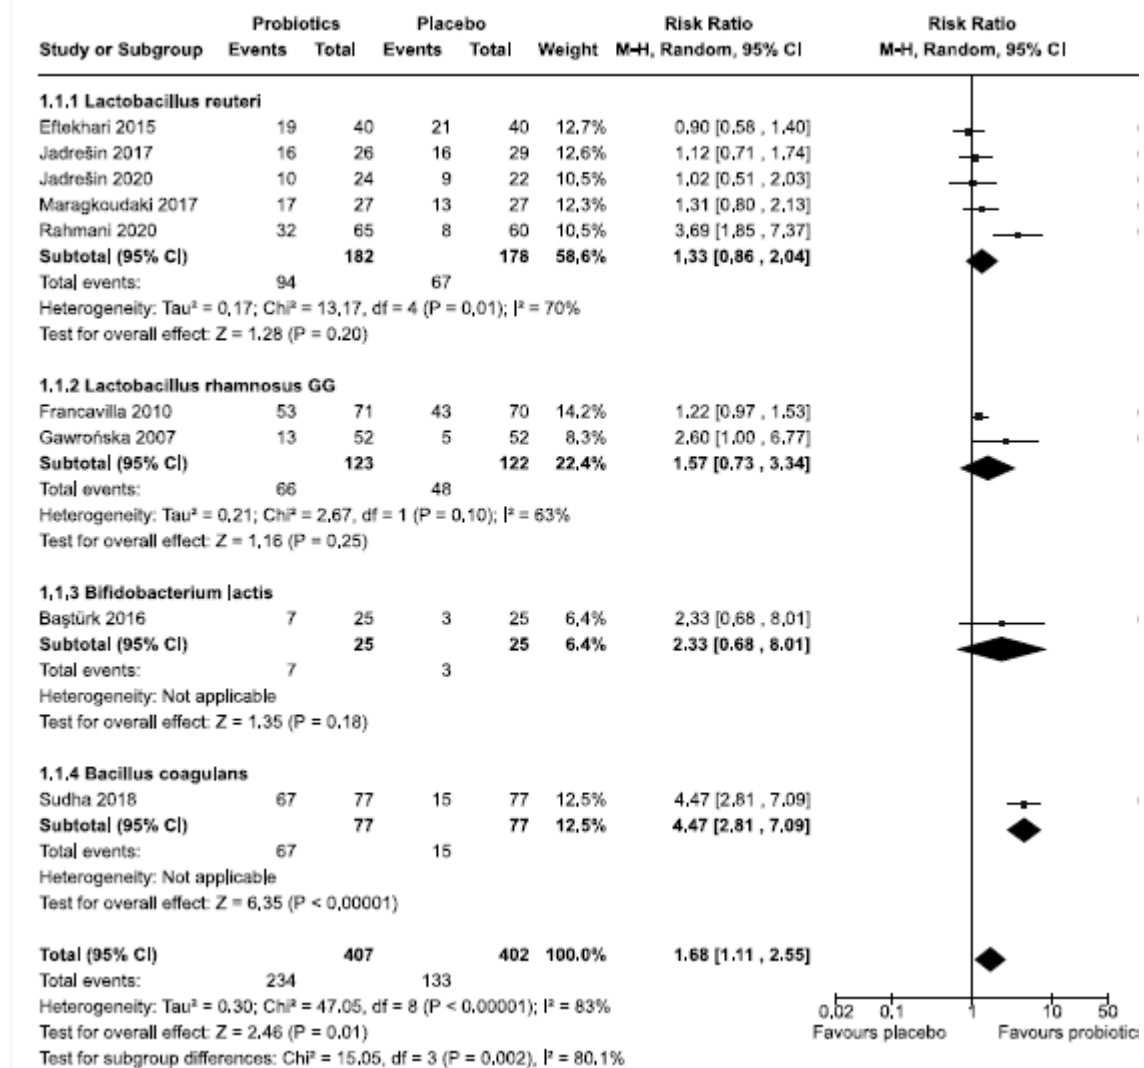 Probiotics Placebo Risk Ratio Risk Ratio
Study or Subgroup Events Total Events Total Weight M-H, Random, 95% CI M-H, Random, 95% CI
1.1.1 Lactobacillus reuteri
Eftekhari 2015 19 40 21 40 12.7% 0.90 [0.58 , 1.40]
Jadrešin 2017 16 26 16 29 12.6% 1.12 [0.71 , 1.74]
Jadrešin 2020 10 24 9 22 10.5% 1.02 [0.51 , 2.03]
Maragkoudaki 2017 17 27 13 27 12.3% 1.31 [0.80 , 2.13]
Rahmani 2020 32 65 8 60 10.5% 3.69 [1.85 , 7.37]
Subtotal (95% CI) 182 178 58.6% 1.33 [0.86 , 2.04]
Total events: 94 67
Heterogeneity: Tau² = 0.17; Chi² = 13.17, df = 4 (P = 0.01); I² = 70%
Test for overall effect: Z = 1.28 (P = 0.20)
1.1.2 Lactobacillus rhamnosus GG
Francavilla 2010 53 71 43 70 14.2% 1.22 [0.97 , 1.53]
Gawrońska 2007 13 52 5 52 8.3% 2.60 [1.00 , 6.77]
Subtotal (95% CI) 123 122 22.4% 1.57 [0.73 , 3.34]
Total events: 66 48
Heterogeneity: Tau² = 0.21; Chi² = 2.67, df = 1 (P = 0.10); I² = 63%
Test for overall effect: Z = 1.16 (P = 0.25)
1.1.3 Bifidobacterium lactis
Baştürk 2016 7 25 3 25 6.4% 2.33 [0.68 , 8.01]
Subtotal (95% CI) 25 25 6.4% 2.33 [0.68 , 8.01]
Total events: 7 3
Heterogeneity: Not applicable
Test for overall effect: Z = 1.35 (P = 0.18)
1.1.4 Bacillus coagulans
Sudha 2018 67 77 15 77 12.5% 4.47 [2.81 , 7.09]
Subtotal (95% CI) 77 77 12.5% 4.47 [2.81 , 7.09]
Total events: 67 15
Heterogeneity: Not applicable
Test for overall effect: Z = 6.35 (P < 0.00001)
Total (95% CI) 407 402 100.0% 1.68 [1.11 , 2.55]
Total events: 234 133
Heterogeneity: Tau² = 0.30; Chi² = 47.05, df = 8 (P < 0.00001); I² = 83%
0.02 0.1 1 10 50
Test for overall effect: Z = 2.46 (P = 0.01)
Favours placebo Favours probiotics
Test for subgroup differences: Chi² = 15.05, df = 3 (P = 0.002), I² = 80.1%